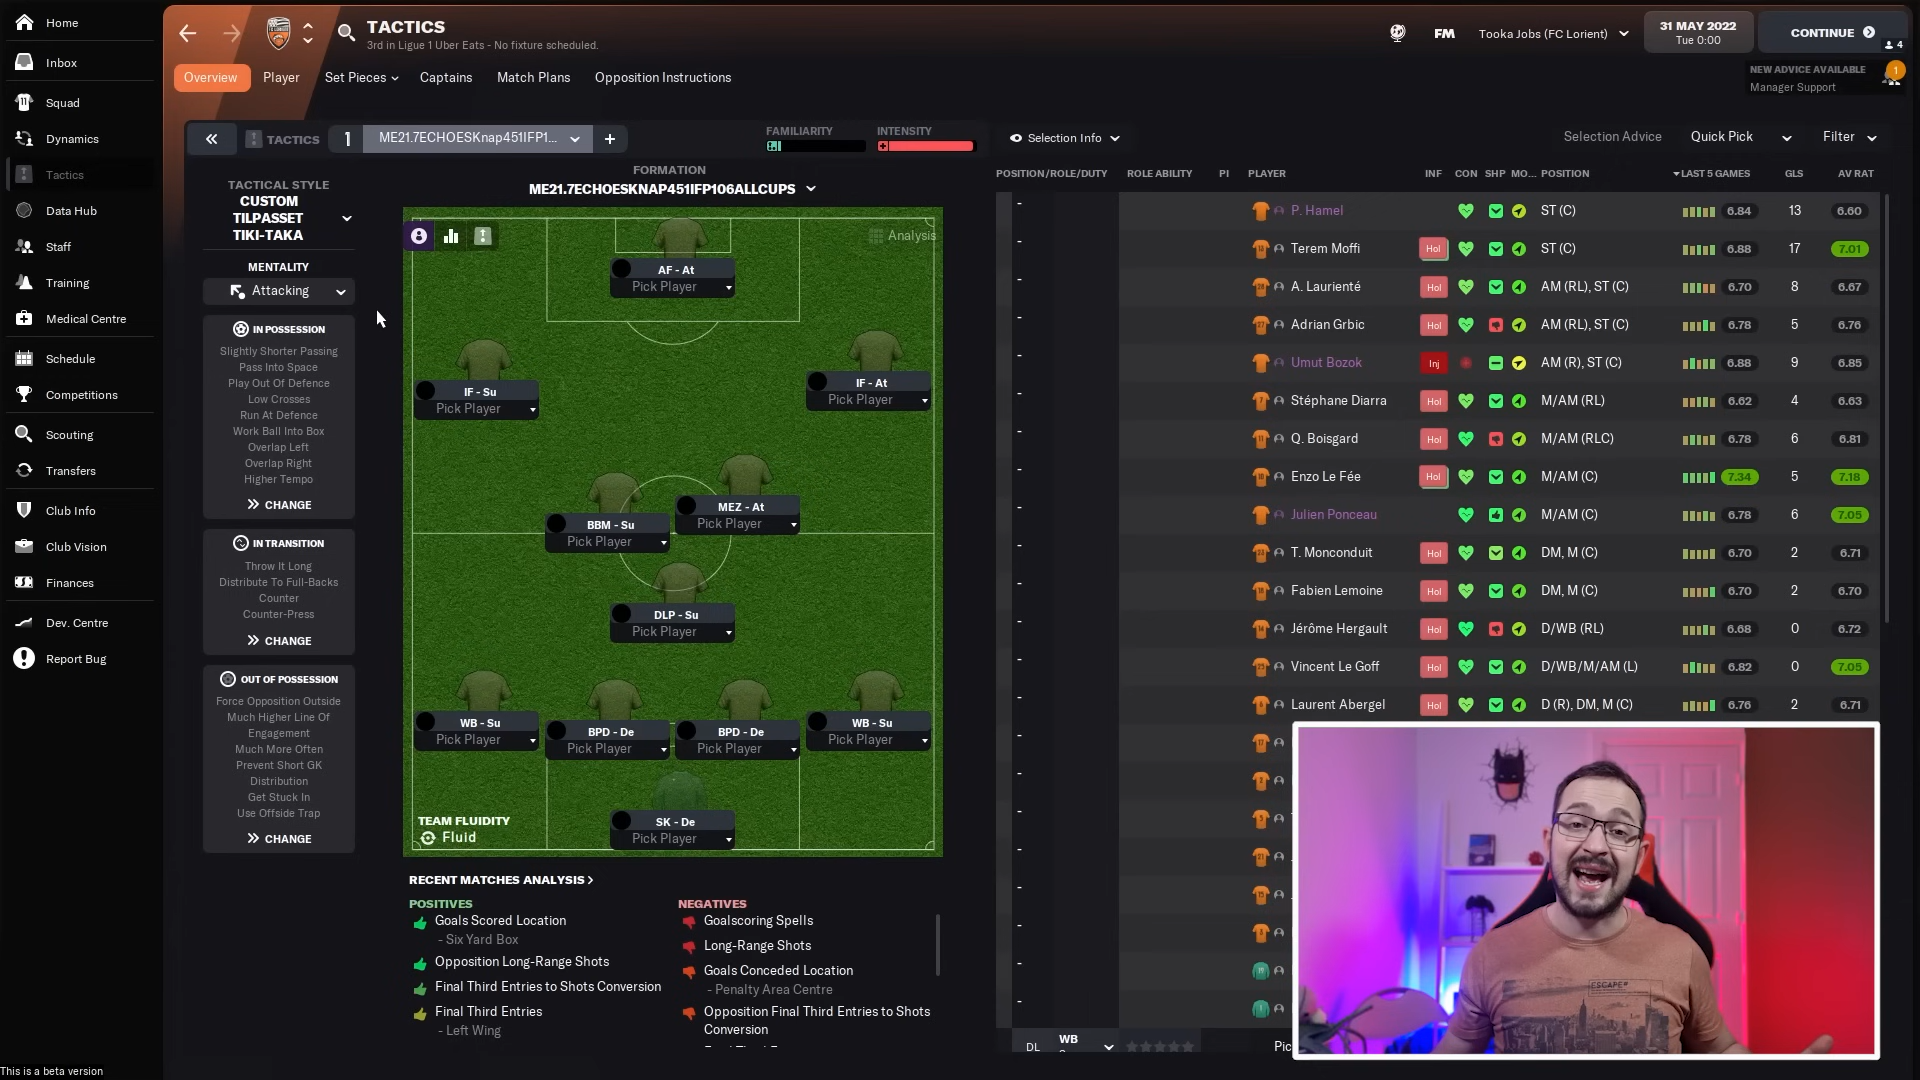 Home
Inbox
Squad
Dynamics
Tactics
Data Hub
Staff
Training
Medical Centre
Schedule
Competitions
Scouting
Transfers
Club Info
Club Vision
Finances
Dev. Centre
Report Bug
This is a beta version
TACTICS
3rd in Ligue 1 Uber Eats - No fixture scheduled.
FM
Tooka Jobs (FC Lorient)
31 MAY 2022
Tue 0:00
CONTINUE
4
Overview
Player
Set Pieces
Captains
Match Plans
Opposition Instructions
NEW ADVICE AVAILABLE
Manager Support
1
TACTICS
1
ME21.7ECHOESKnap451IFP1...
+
FAMILIARITY
INTENSITY
TACTICAL STYLE
CUSTOM
TILPASSET
TIKI-TAKA
MENTALITY
Attacking
IN POSSESSION
Slightly Shorter Passing
Pass Into Space
Play Out Of Defence
Low Crosses
Run At Defence
Work Ball Into Box
Overlap Left
Overlap Right
Higher Tempo
CHANGE
IN TRANSITION
Throw It Long
Distribute To Full-Backs
Counter
Counter-Press
CHANGE
OUT OF POSSESSION
Force Opposition Outside
Much Higher Line Of
Engagement
Much More Often
Prevent Short GK
Distribution
Get Stuck In
Use Offside Trap
CHANGE
FORMATION
ME21.7ECHOESKNAP451IFP106ALLCUPS
Analysis
AF - At
Pick Player
IF - Su
Pick Player
IF - At
Pick Player
BBM - Su
Pick Player
MEZ - At
Pick Player
DLP - Su
Pick Player
WB - Su
Pick Player
BPD - De
Pick Player
BPD - De
Pick Player
WB - Su
Pick Player
SK - De
Pick Player
TEAM FLUIDITY
Fluid
RECENT MATCHES ANALYSIS
POSITIVES
Goals Scored Location
- Six Yard Box
Opposition Long-Range Shots
Final Third Entries to Shots Conversion
Final Third Entries
- Left Wing
NEGATIVES
Goalscoring Spells
Long-Range Shots
Goals Conceded Location
- Penalty Area Centre
Opposition Final Third Entries to Shots
Conversion
Selection Info
Selection Advice
Quick Pick
Filter
POSITION/ROLE/DUTY ROLE ABILITY PI PLAYER INF CON SHP MO... POSITION LAST 5 GAMES GLS AV RAT
- P. Hamel ST (C) 6.84 13 6.60
- Terem Moffi Hol ST (C) 6.88 17 7.01
- A. Laurienté Hol AM (RL), ST (C) 6.70 8 6.67
- Adrian Grbic Hol AM (RL), ST (C) 6.78 5 6.76
- Umut Bozok Inj AM (R), ST (C) 6.88 9 6.85
- Stéphane Diarra Hol M/AM (RL) 6.62 4 6.63
- Q. Boisgard Hol M/AM (RLC) 6.78 6 6.81
- Enzo Le Fée Hol M/AM (C) 7.34 5 7.18
- Julien Ponceau M/AM (C) 6.78 6 7.05
- T. Monconduit Hol DM, M (C) 6.70 2 6.71
- Fabien Lemoine Hol DM, M (C) 6.70 2 6.70
- Jérôme Hergault Hol D/WB (RL) 6.68 0 6.72
- Vincent Le Goff Hol D/WB/M/AM (L) 6.82 0 7.05
- Laurent Abergel Hol D (R), DM, M (C) 6.76 2 6.71
-
-
-
-
-
-
-
-
DL
WB
Pic
ESCAPE